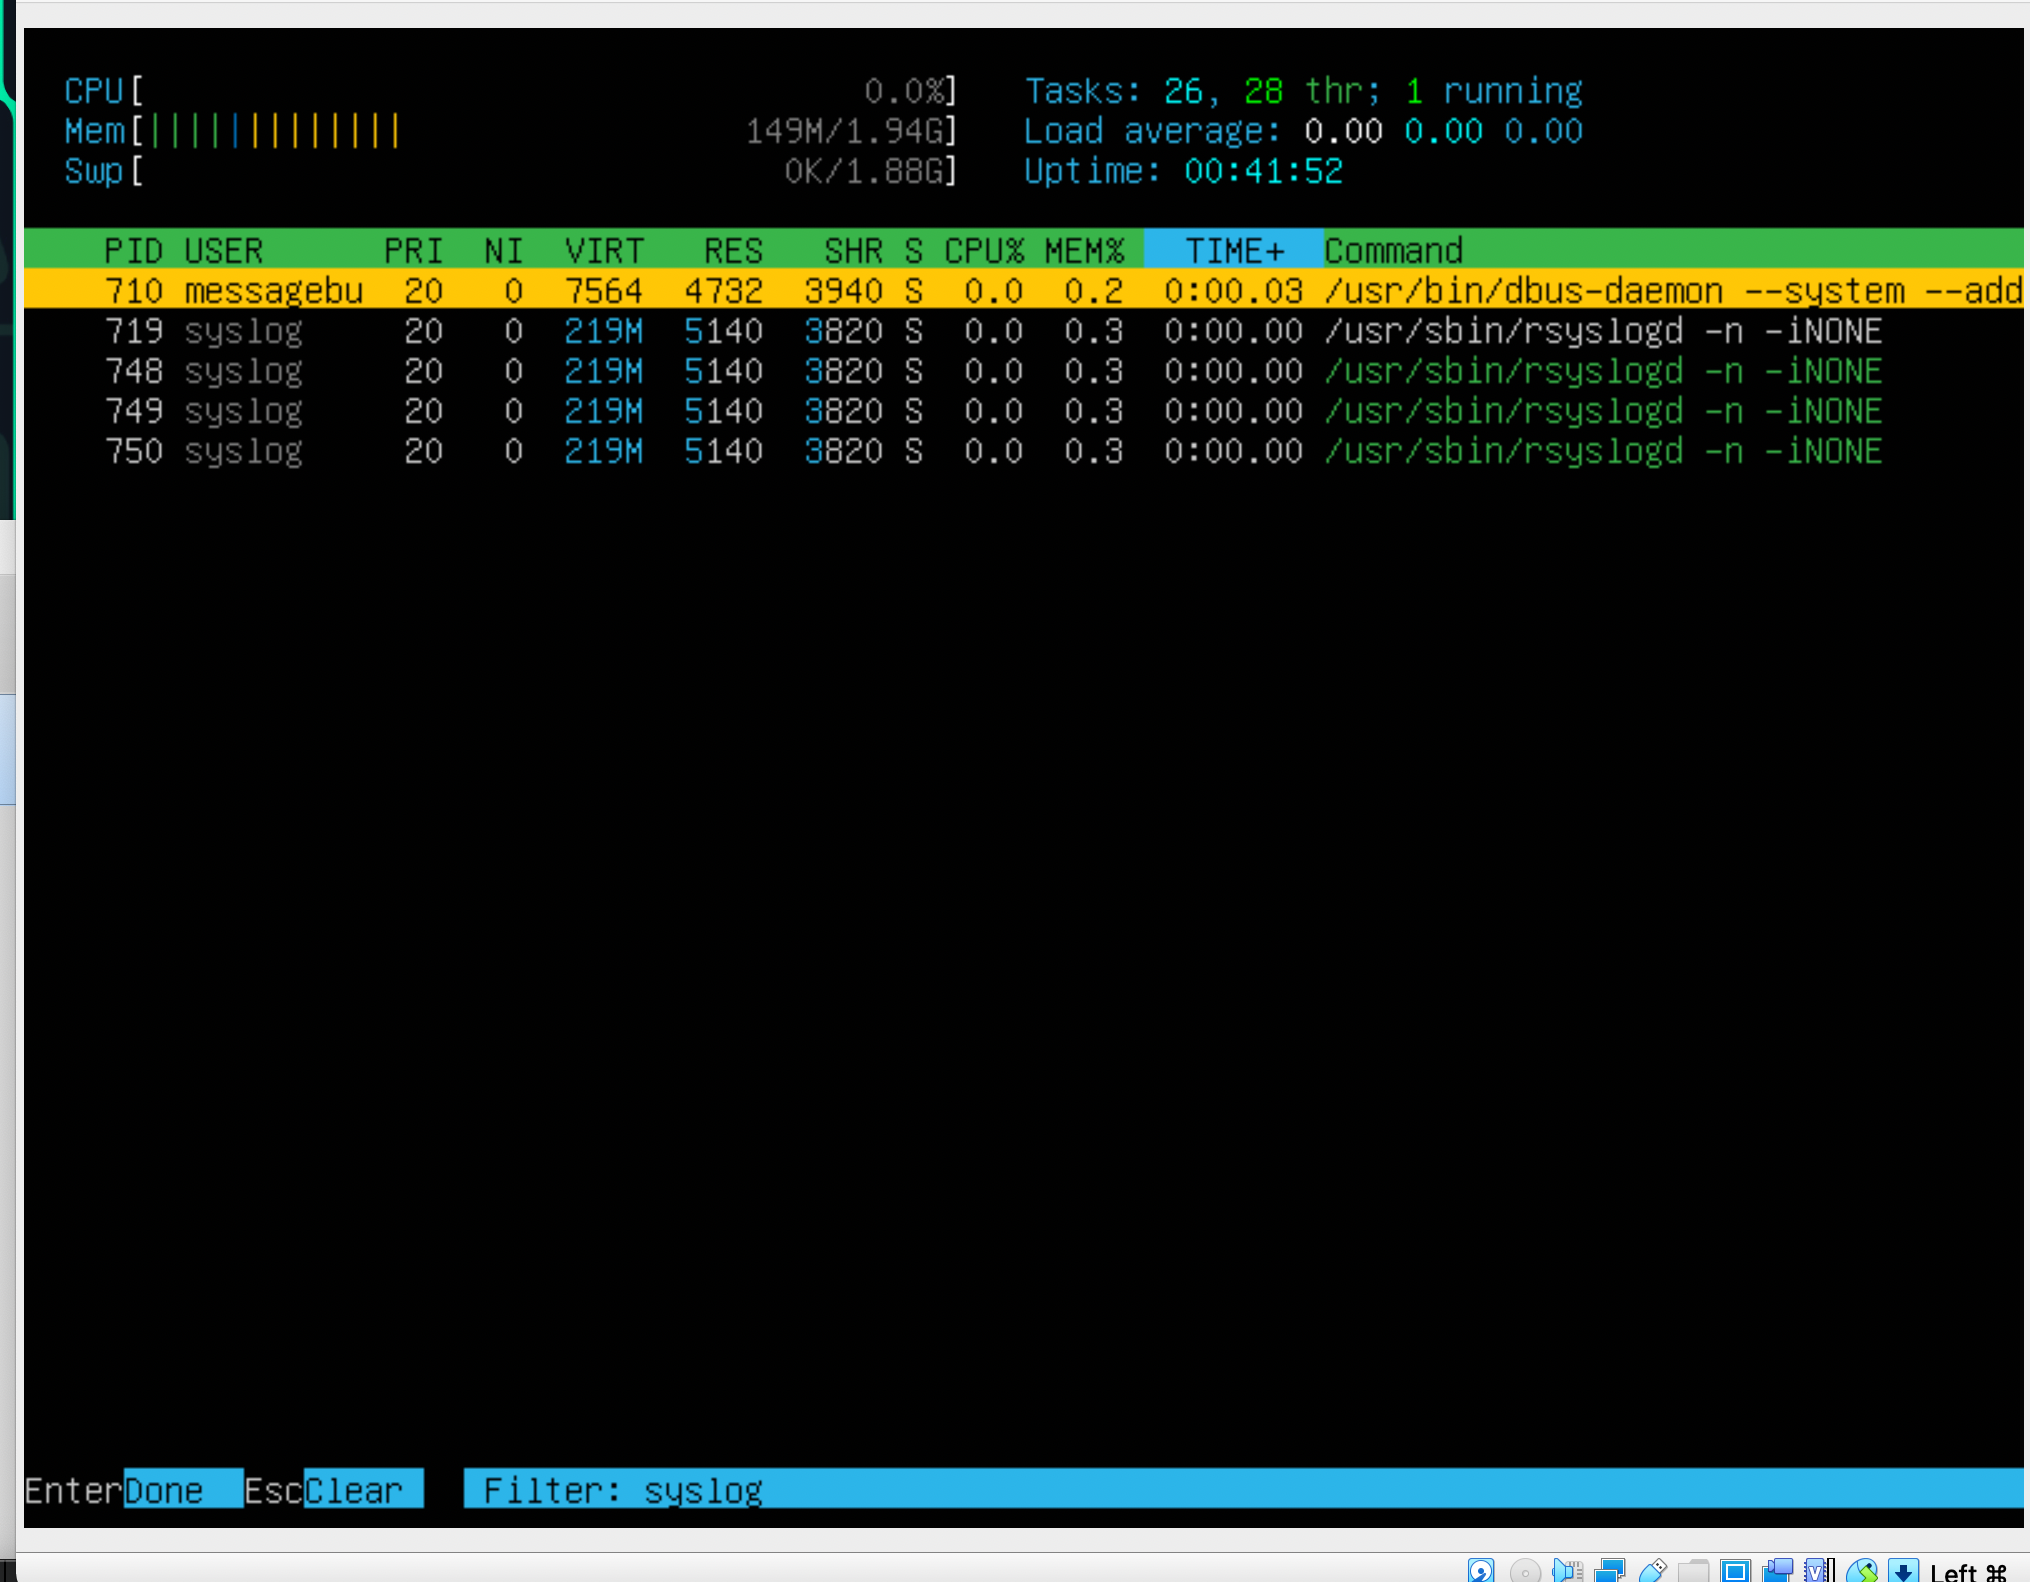 CPU[ 0.0%] Tasks: 26, 28 thr; 1 running
Mem[||||||||||||| 149M/1.94G] Load average: 0.00 0.00 0.00
Swp[ 0K/1.88G] Uptime: 00:41:52
PID USER PRI NI VIRT RES SHR S CPU% MEM% TIME+ Command
710 messagebu 20 0 7564 4732 3940 S 0.0 0.2 0:00.03 /usr/bin/dbus-daemon --system --add
719 syslog 20 0 219M 5140 3820 S 0.0 0.3 0:00.00 /usr/sbin/rsyslogd -n -iNONE
748 syslog 20 0 219M 5140 3820 S 0.0 0.3 0:00.00 /usr/sbin/rsyslogd -n -iNONE
749 syslog 20 0 219M 5140 3820 S 0.0 0.3 0:00.00 /usr/sbin/rsyslogd -n -iNONE
750 syslog 20 0 219M 5140 3820 S 0.0 0.3 0:00.00 /usr/sbin/rsyslogd -n -iNONE
EnterDone EscClear Filter: syslog
Left ⌘